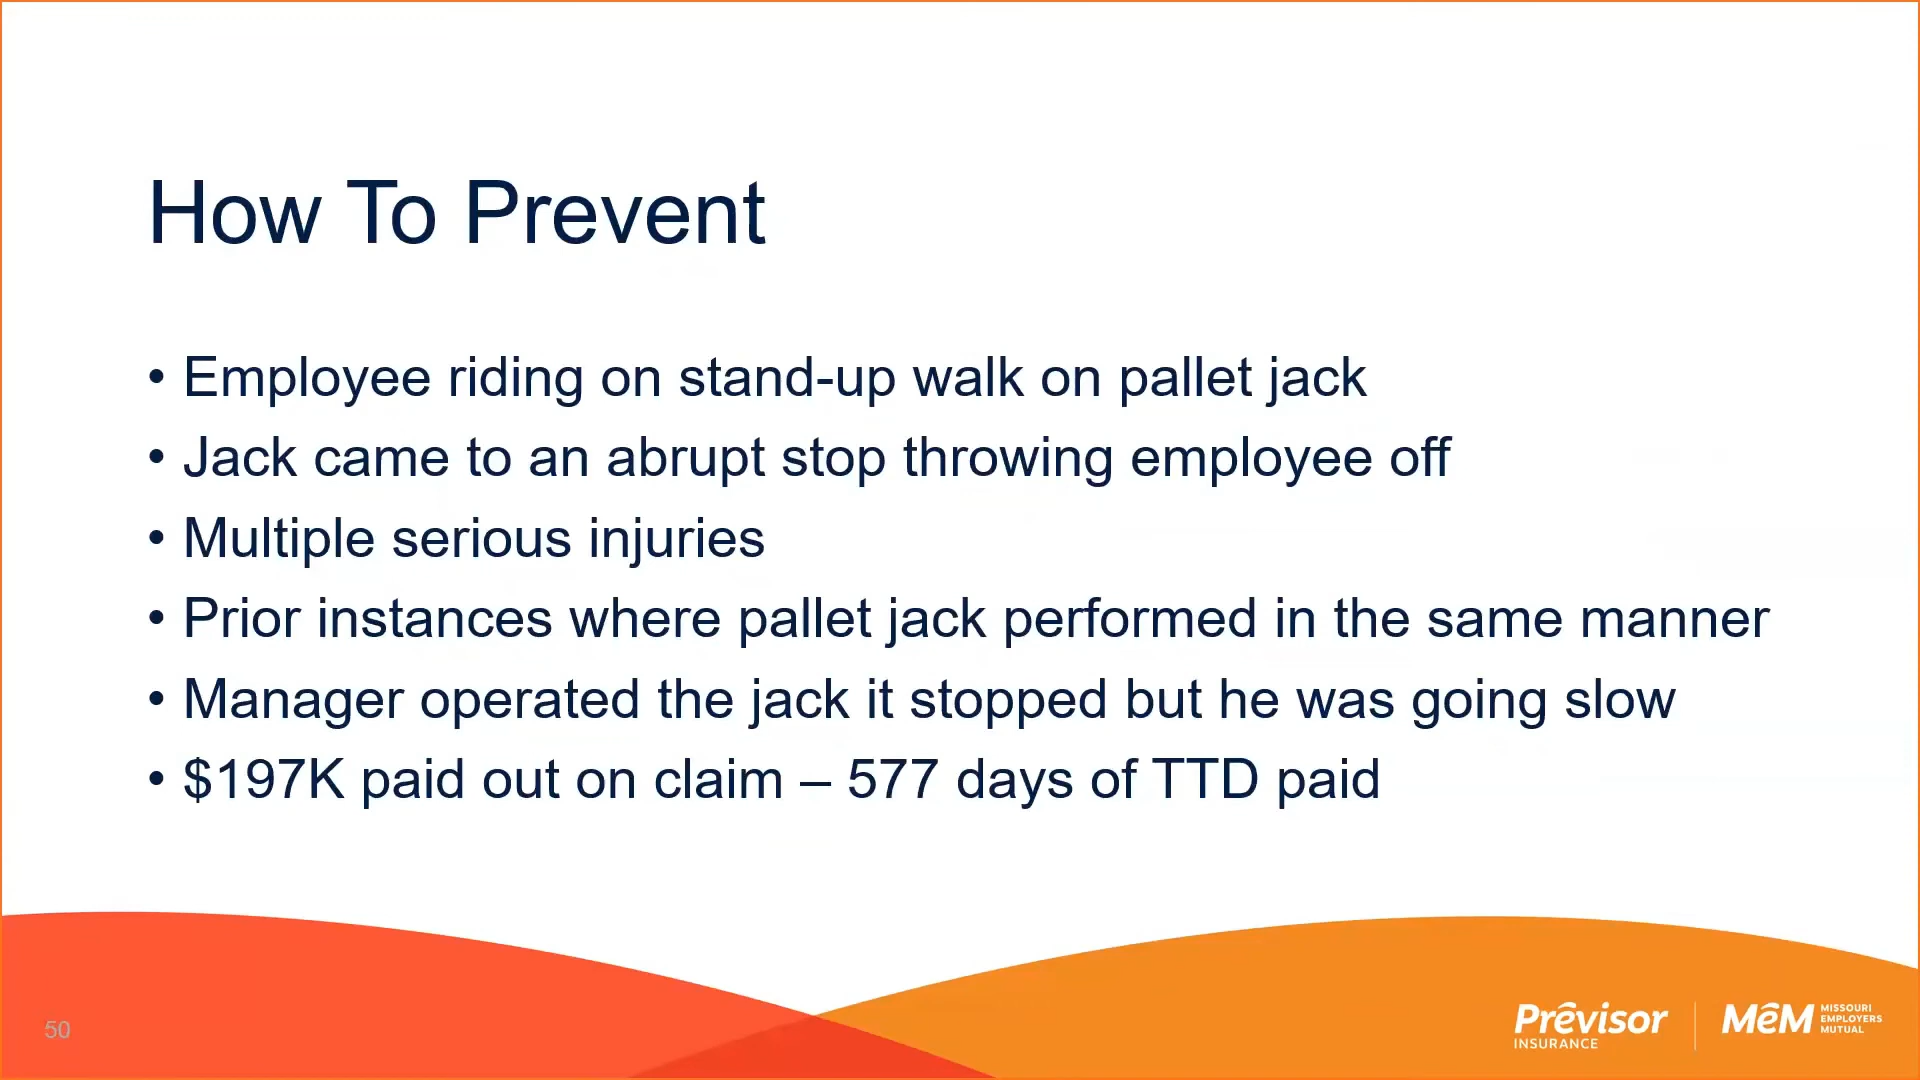 How To Prevent
• Employee riding on stand-up walk on pallet jack
• Jack came to an abrupt stop throwing employee off
• Multiple serious injuries
• Prior instances where pallet jack performed in the same manner
• Manager operated the jack it stopped but he was going slow
• $197K paid out on claim – 577 days of TTD paid
50
Prêvisor
INSURANCE
MêM
MISSOURI
EMPLOYERS
MUTUAL